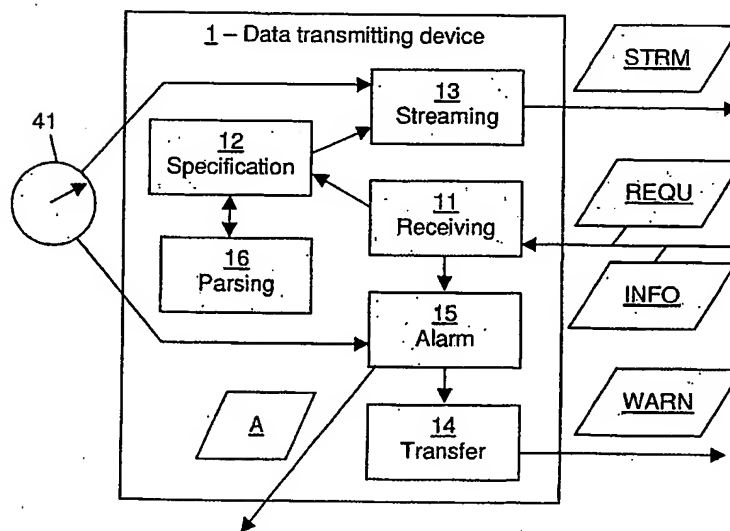 1 – Data transmitting device
STRM
13
Streaming
41
12
Specification
REQU
11
Receiving
16
Parsing
INFO
15
Alarm
WARN
A
14
Transfer